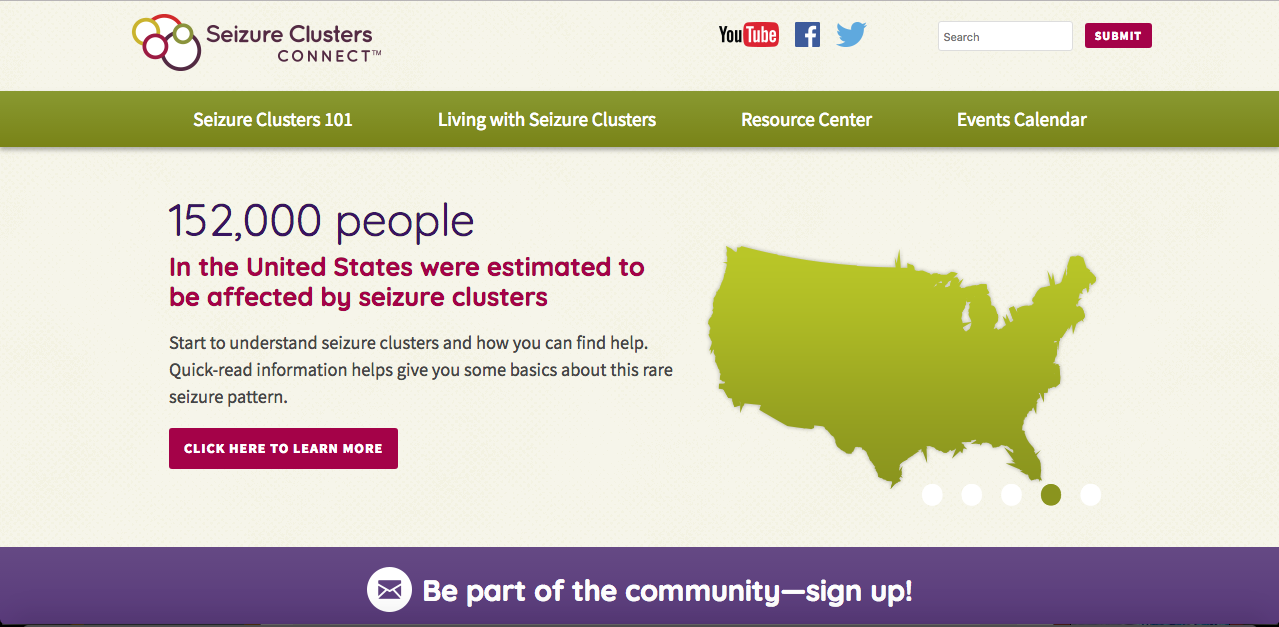 Seizure Clusters
CONNECT™
YouTube
Search
SUBMIT
Seizure Clusters 101
Living with Seizure Clusters
Resource Center
Events Calendar
152,000 people
In the United States were estimated to
be affected by seizure clusters
Start to understand seizure clusters and how you can find help.
Quick-read information helps give you some basics about this rare
seizure pattern.
CLICK HERE TO LEARN MORE
Be part of the community—sign up!